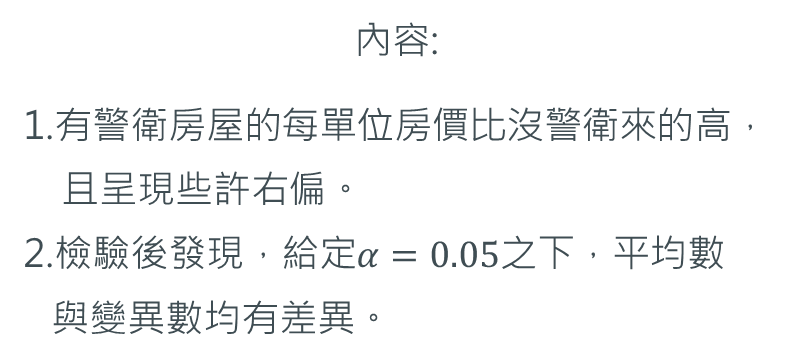 內容:
1.有警衛房屋的每單位房價比沒警衛來的高，
且呈現些許右偏。
2.檢驗後發現，給定α = 0.05之下，平均數
與變異數均有差異。